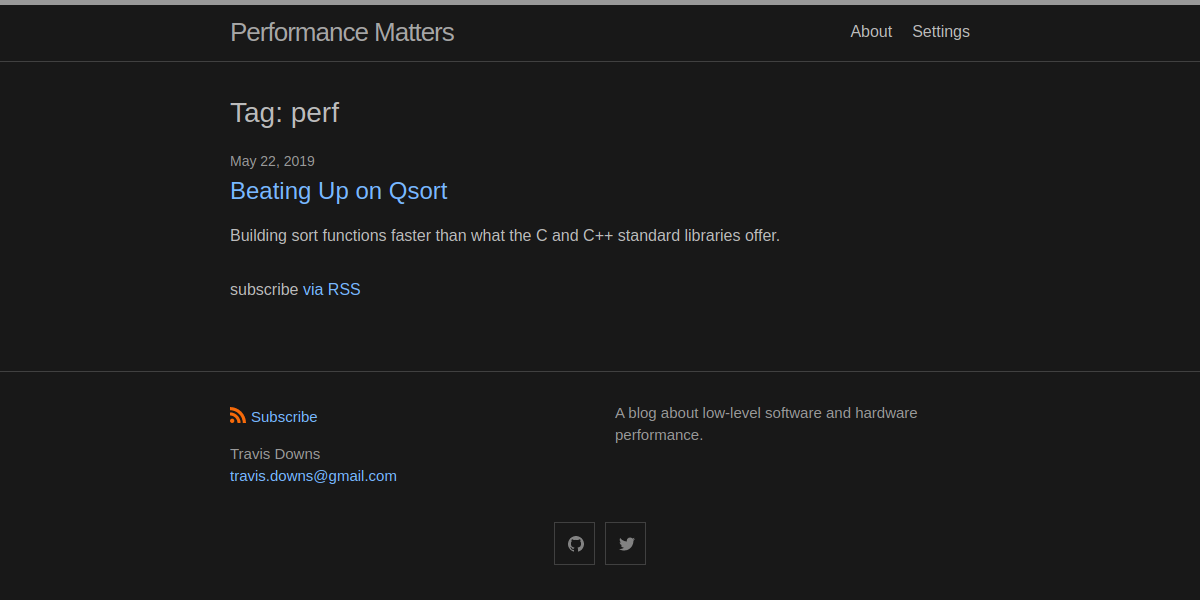 Performance Matters
About Settings
Tag: perf
May 22, 2019
Beating Up on Qsort
Building sort functions faster than what the C and C++ standard libraries offer.
subscribe via RSS
Subscribe
Travis Downs
travis.downs@gmail.com
A blog about low-level software and hardware
performance.